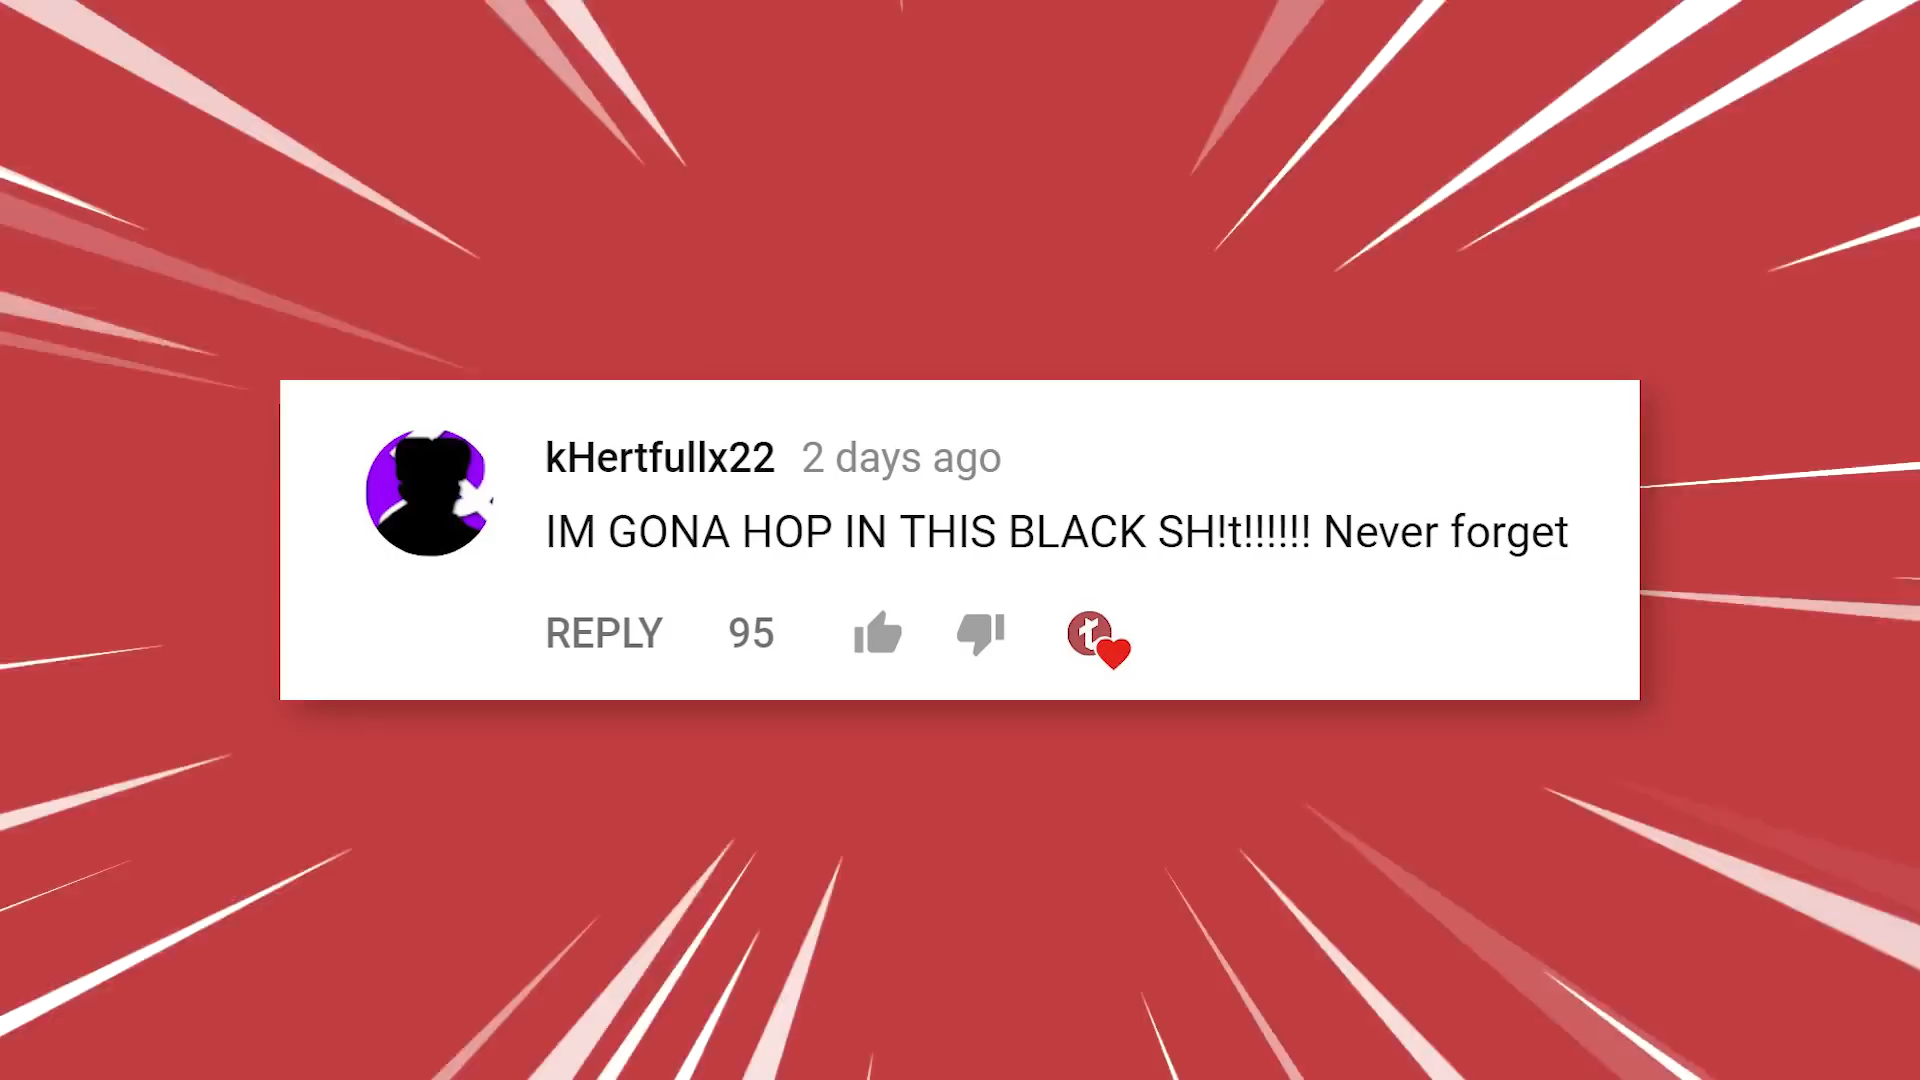 kHertfullx22 2 days ago
IM GONA HOP IN THIS BLACK SH!t!!!!!! Never forget
REPLY 95